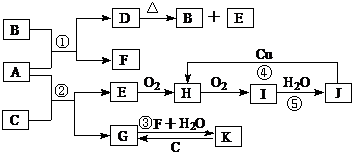 B
A
C
①
②
D
△
B + E
F
E
O₂
H
O₂
④
Cu
I
H₂O
⑤
J
G
③F + H₂O
C
K